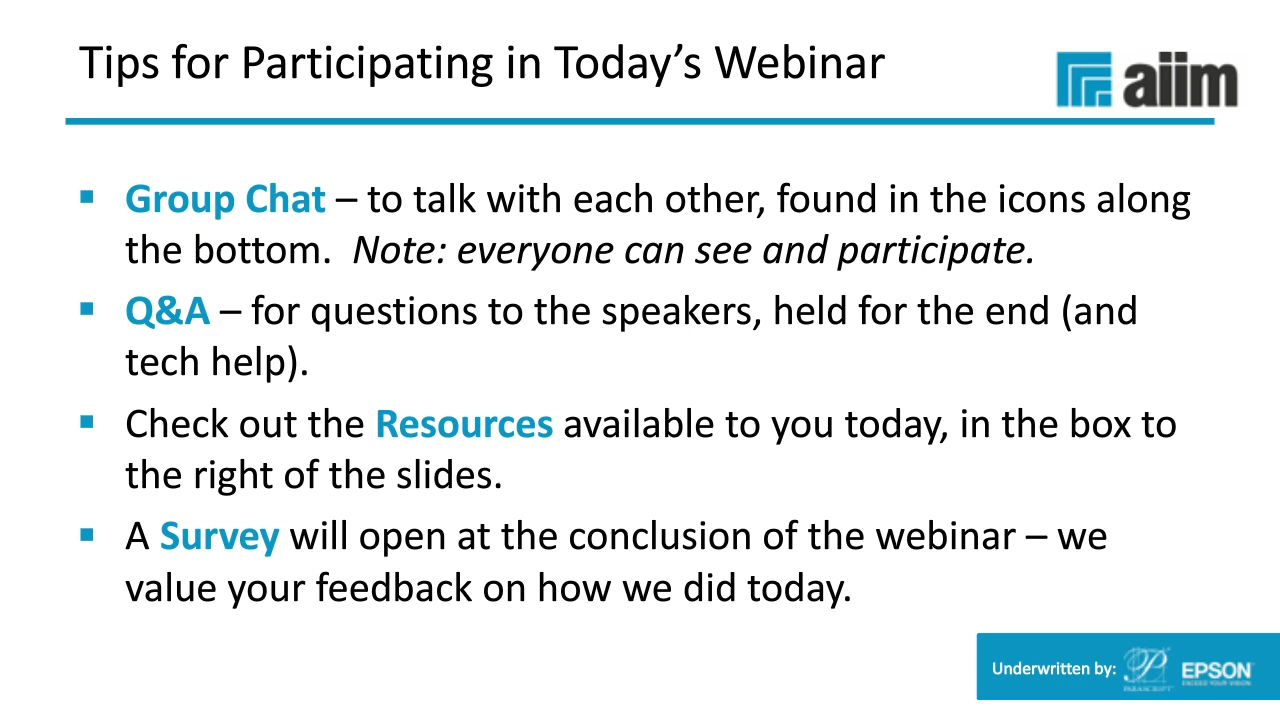 Tips for Participating in Today’s Webinar
aiim
▪ Group Chat – to talk with each other, found in the icons along
the bottom.  Note: everyone can see and participate.
▪ Q&A – for questions to the speakers, held for the end (and
tech help).
▪ Check out the Resources available to you today, in the box to
the right of the slides.
▪ A Survey will open at the conclusion of the webinar – we
value your feedback on how we did today.
Underwritten by:
PARASCRIPT
EPSON
EXCEED YOUR VISION